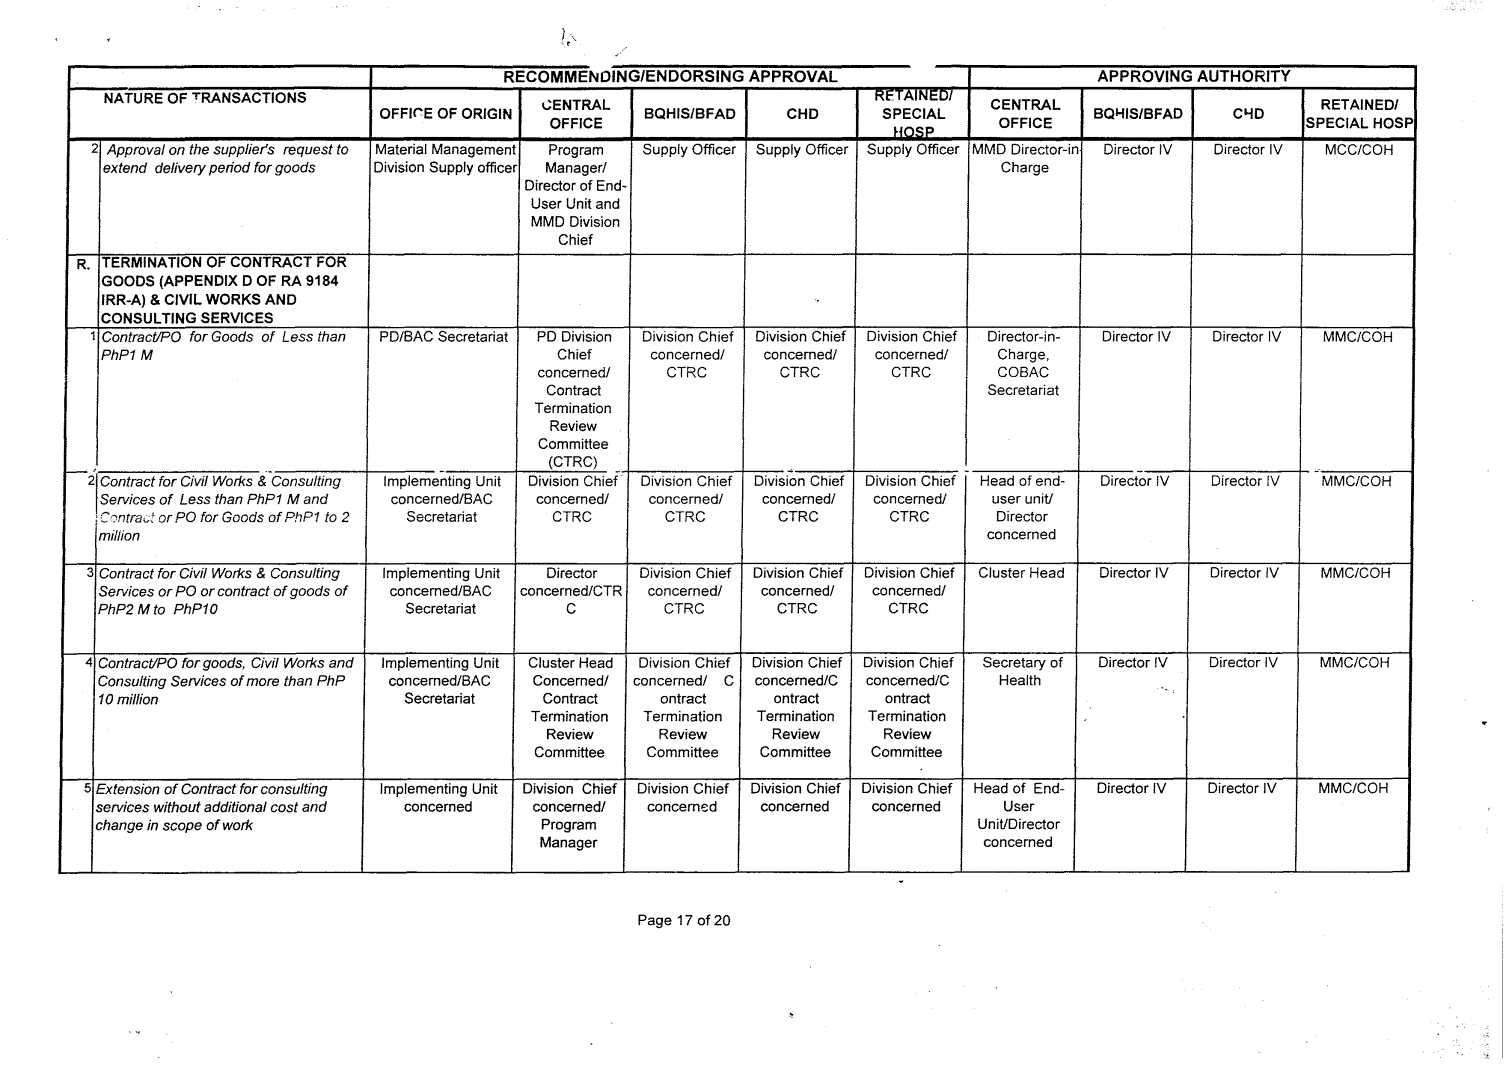 RECOMMENDING/ENDORSING APPROVAL
APPROVING AUTHORITY
NATURE OF TRANSACTIONS
OFFICE OF ORIGIN
CENTRAL
OFFICE
BQHIS/BFAD
CHD
RETAINED/
SPECIAL
HOSP
CENTRAL
OFFICE
BQHIS/BFAD
CHD
RETAINED/
SPECIAL HOSP
2 Approval on the supplier's request to
extend delivery period for goods
Material Management
Division Supply officer
Program
Manager/
Director of End-
User Unit and
MMD Division
Chief
Supply Officer
Supply Officer
Supply Officer
MMD Director-in
Charge
Director IV
Director IV
MCC/COH
R. TERMINATION OF CONTRACT FOR
GOODS (APPENDIX D OF RA 9184
IRR-A) & CIVIL WORKS AND
CONSULTING SERVICES
1 Contract/PO for Goods of Less than
PhP1 M
PD/BAC Secretariat
PD Division
Chief
concerned/
Contract
Termination
Review
Committee
(CTRC)
Division Chief
concerned/
CTRC
Division Chief
concerned/
CTRC
Division Chief
concerned/
CTRC
Director-in-
Charge,
COBAC
Secretariat
Director IV
Director IV
MMC/COH
2 Contract for Civil Works & Consulting
Services of Less than PhP1 M and
Contract or PO for Goods of PhP1 to 2
million
Implementing Unit
concerned/BAC
Secretariat
Division Chief
concerned/
CTRC
Division Chief
concerned/
CTRC
Division Chief
concerned/
CTRC
Division Chief
concerned/
CTRC
Head of end-
user unit/
Director
concerned
Director IV
Director IV
MMC/COH
3 Contract for Civil Works & Consulting
Services or PO or contract of goods of
PhP2 M to PhP10
Implementing Unit
concerned/BAC
Secretariat
Director
concerned/CTR
C
Division Chief
concerned/
CTRC
Division Chief
concerned/
CTRC
Division Chief
concerned/
CTRC
Cluster Head
Director IV
Director IV
MMC/COH
4 Contract/PO for goods, Civil Works and
Consulting Services of more than PhP
10 million
Implementing Unit
concerned/BAC
Secretariat
Cluster Head
Concerned/
Contract
Termination
Review
Committee
Division Chief
concerned/ C
ontract
Termination
Review
Committee
Division Chief
concerned/C
ontract
Termination
Review
Committee
Division Chief
concerned/C
ontract
Termination
Review
Committee
Secretary of
Health
Director IV
Director IV
MMC/COH
5 Extension of Contract for consulting
services without additional cost and
change in scope of work
Implementing Unit
concerned
Division Chief
concerned/
Program
Manager
Division Chief
concerned
Division Chief
concerned
Division Chief
concerned
Head of End-
User
Unit/Director
concerned
Director IV
Director IV
MMC/COH
Page 17 of 20